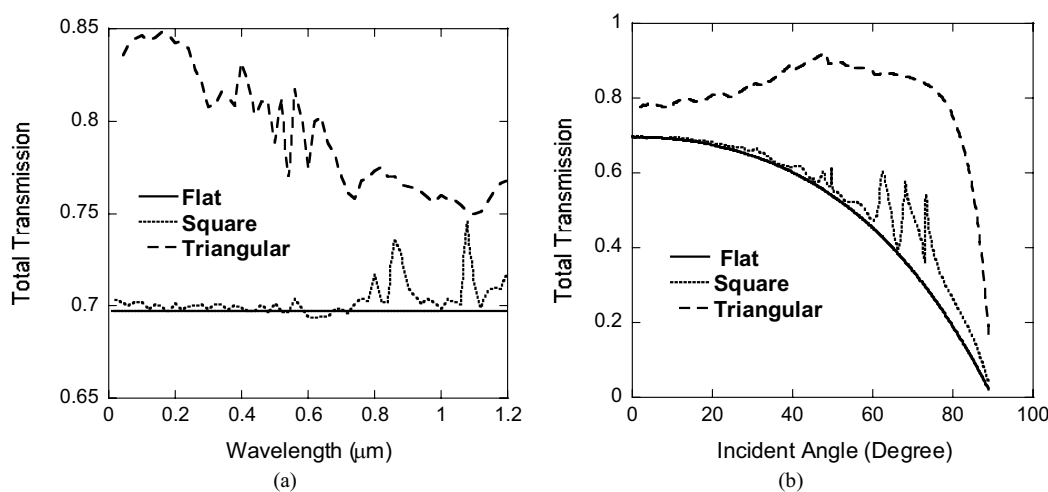 0.85
0.8
0.75
0.7
0.65
Total Transmission
Flat
Square
Triangular
0 0.2 0.4 0.6 0.8 1 1.2
Wavelength (μm)
(a)
1
0.8
0.6
0.4
0.2
0
Total Transmission
Flat
Square
Triangular
0 20 40 60 80 100
Incident Angle (Degree)
(b)